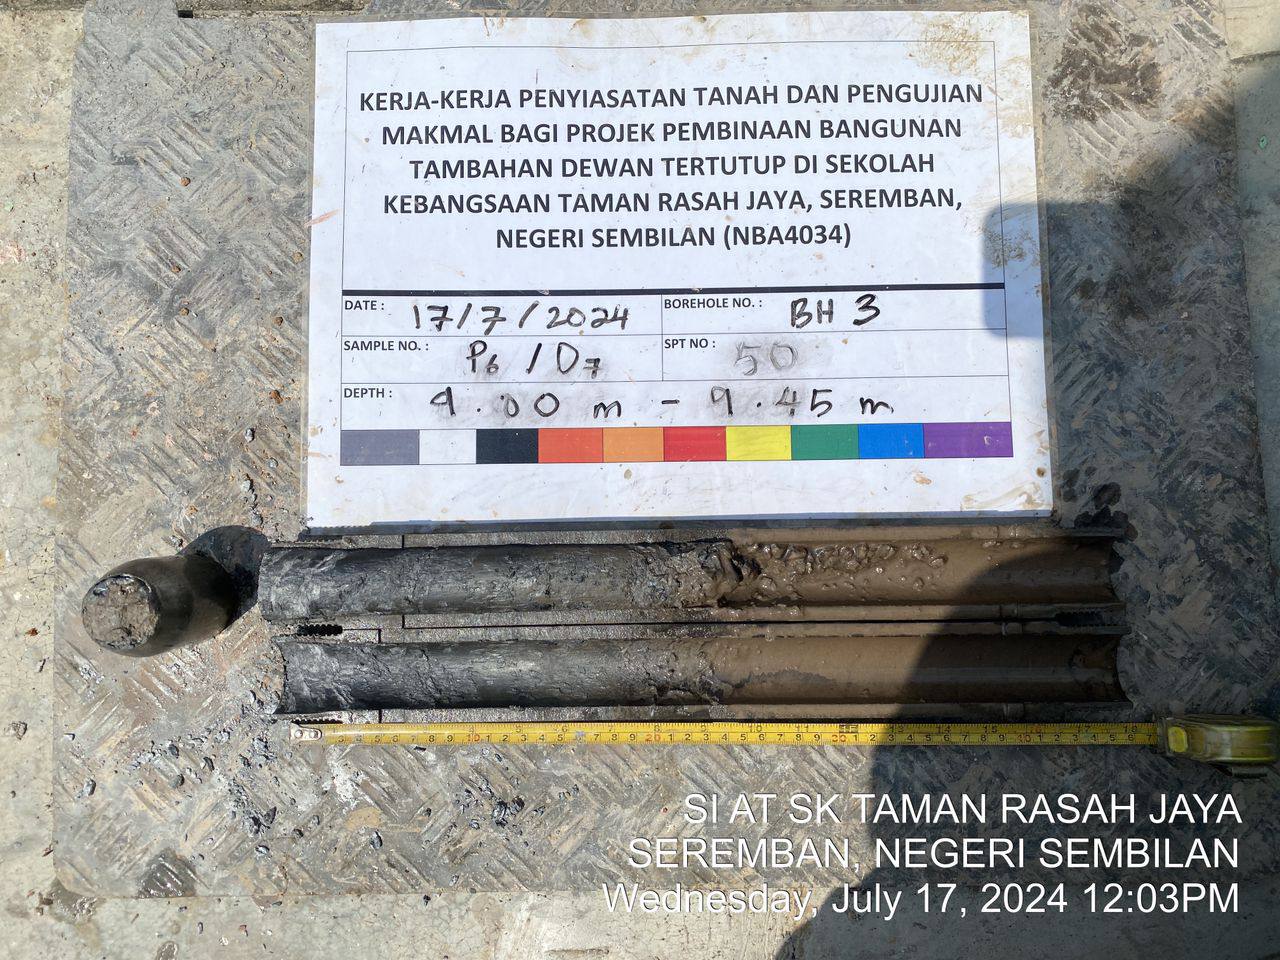 KERJA-KERJA PENYIASATAN TANAH DAN PENGUJIAN
MAKMAL BAGI PROJEK PEMBINAAN BANGUNAN
TAMBAHAN DEWAN TERTUTUP DI SEKOLAH
KEBANGSAAN TAMAN RASAH JAYA, SEREMBAN,
NEGERI SEMBILAN (NBA4034)
DATE : 17/7/2024 BOREHOLE NO. : BH 3
SAMPLE NO. : P6 / D7 SPT NO : 50
DEPTH : 9.00 m - 9.45 m
SI AT SK TAMAN RASAH JAYA
SEREMBAN, NEGERI SEMBILAN
Wednesday, July 17, 2024 12:03PM